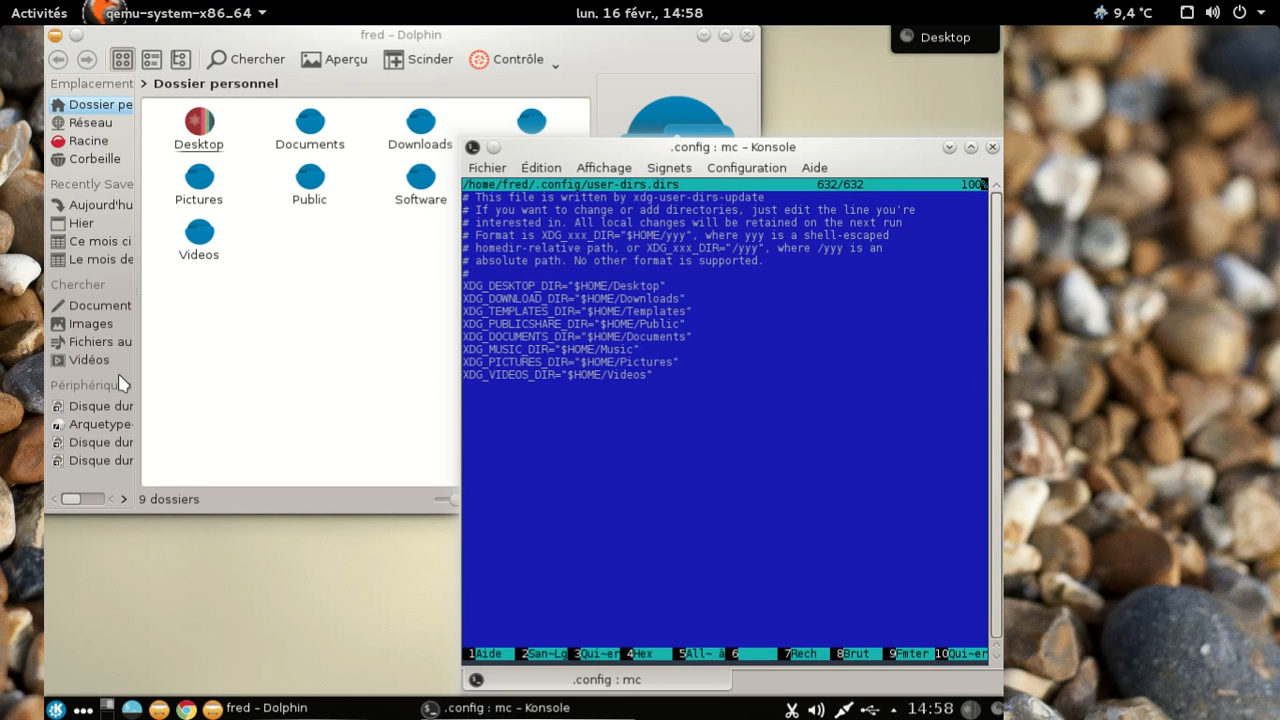 Activités
qemu-system-x86_64
lun. 16 févr., 14:58
9,4 °C
fred – Dolphin
Desktop
Chercher
Aperçu
Scinder
Contrôle
Emplacement
Dossier personnel
Dossier pe
Réseau
Racine
Corbeille
Recently Save
Aujourd'hu
Hier
Ce mois ci
Le mois de
Chercher
Document
Images
Fichiers au
Vidéos
Périphériqu
Disque dur
Arquetype-
Disque dur
Disque dur
Desktop
Documents
Downloads
Pictures
Public
Software
Videos
9 dossiers
.config : mc – Konsole
Fichier
Édition
Affichage
Signets
Configuration
Aide
/home/fred/.config/user-dirs.dirs 632/632 100%
# This file is written by xdg-user-dirs-update
# If you want to change or add directories, just edit the line you're
# interested in. All local changes will be retained on the next run
# Format is XDG_xxx_DIR="$HOME/yyy", where yyy is a shell-escaped
# homedir-relative path, or XDG_xxx_DIR="/yyy", where /yyy is an
# absolute path. No other format is supported.
#
XDG_DESKTOP_DIR="$HOME/Desktop"
XDG_DOWNLOAD_DIR="$HOME/Downloads"
XDG_TEMPLATES_DIR="$HOME/Templates"
XDG_PUBLICSHARE_DIR="$HOME/Public"
XDG_DOCUMENTS_DIR="$HOME/Documents"
XDG_MUSIC_DIR="$HOME/Music"
XDG_PICTURES_DIR="$HOME/Pictures"
XDG_VIDEOS_DIR="$HOME/Videos"
1Aide 2San~Lg 3Qui~er 4Hex 5All~ à 6 7Rech 8Brut 9Fmter 10Qui~er
.config : mc
fred – Dolphin
.config : mc – Konsole
14:58